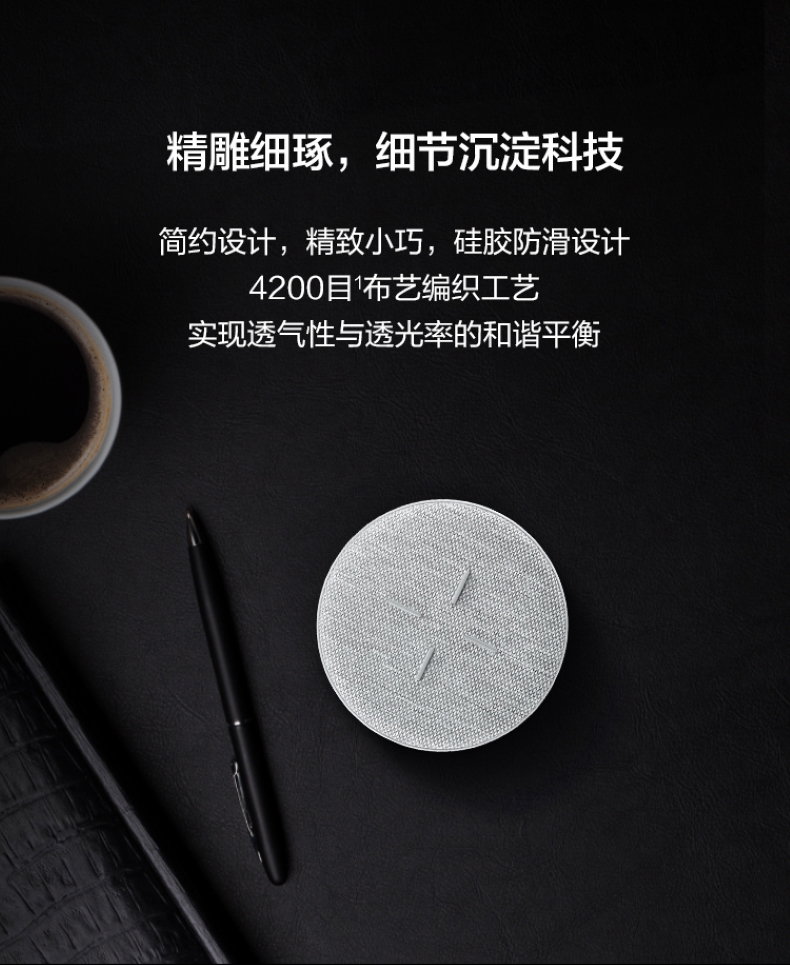 精雕细琢，细节沉淀科技
简约设计，精致小巧，硅胶防滑设计
4200目¹布艺编织工艺
实现透气性与透光率的和谐平衡